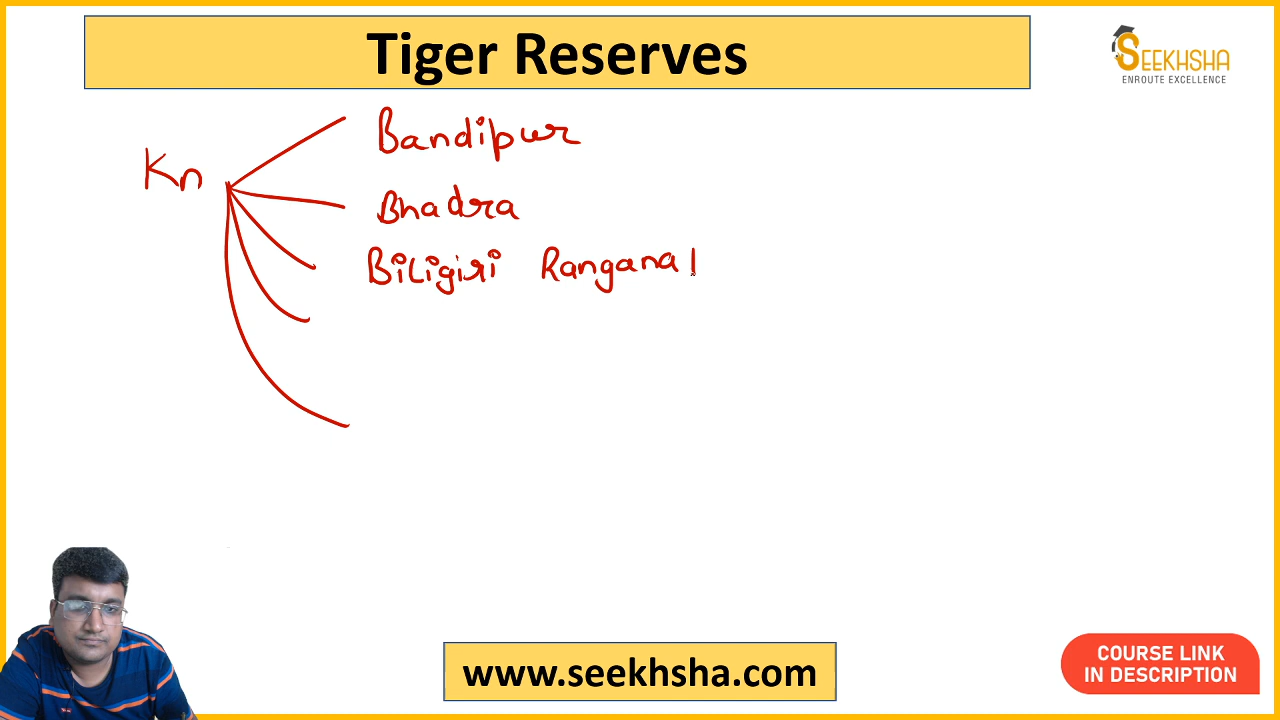 Tiger Reserves
SEEKHSHA
ENROUTE EXCELLENCE
Kn
Bandipur
Bhadra
Biligiri Rangana
www.seekhsha.com
COURSE LINK
IN DESCRIPTION